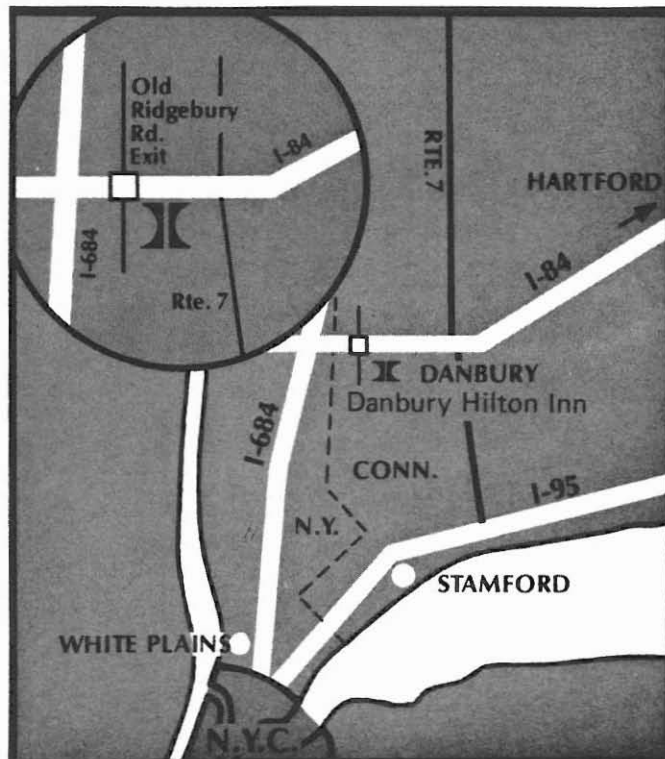 Old
Ridgebury
Rd.
Exit
I-84
I-684
Rte. 7
RTE. 7
HARTFORD
I-84
DANBURY
Danbury Hilton Inn
I-684
CONN.
I-95
N.Y.
STAMFORD
WHITE PLAINS
N.Y.C.